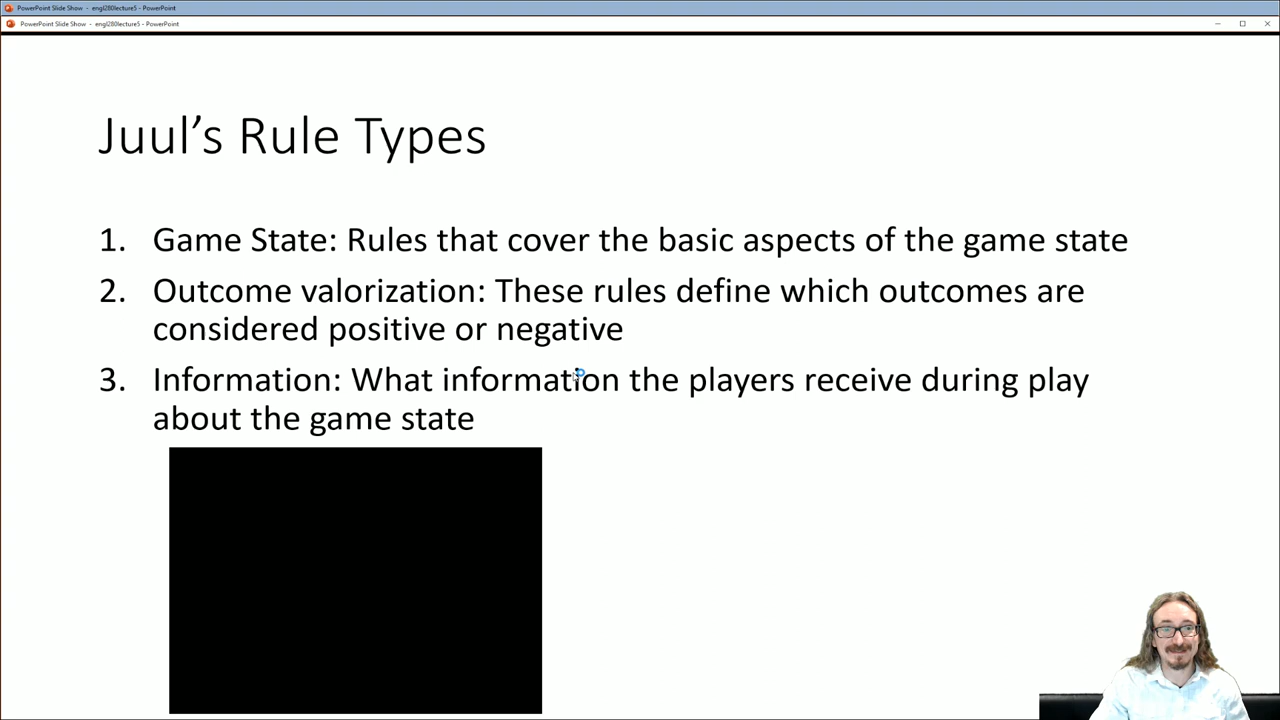 PowerPoint Slide Show - engl280lecture5 - PowerPoint
PowerPoint Slide Show - engl280lecture5 - PowerPoint
Juul’s Rule Types
1. Game State: Rules that cover the basic aspects of the game state
2. Outcome valorization: These rules define which outcomes are
considered positive or negative
3. Information: What information the players receive during play
about the game state